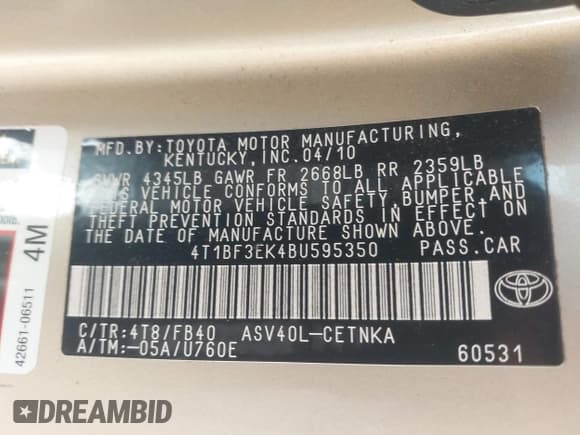 MFD.BY:TOYOTA MOTOR MANUFACTURING,
KENTUCKY,INC.04/10
GVWR 4345LB GAWR FR 2668LB RR 2359LB
THIS VEHICLE CONFORMS TO ALL APPLICABLE
FEDERAL MOTOR VEHICLE SAFETY,BUMPER,AND
THEFT PREVENTION STANDARDS IN EFFECT ON
THE DATE OF MANUFACTURE SHOWN ABOVE.
4T1BF3EK4BU595350 PASS.CAR
C/TR:4T8/FB40 ASV40L-CETNKA
A/TM:-05A/U760E
60531
4M
42661-06511
DREAMBID